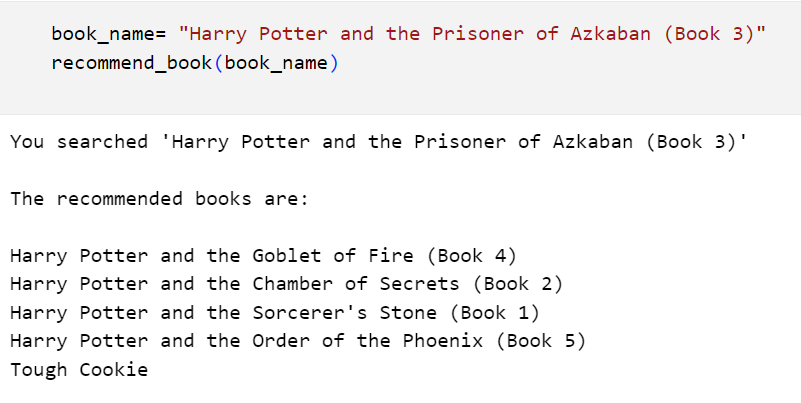 book_name= "Harry Potter and the Prisoner of Azkaban (Book 3)"
recommend_book(book_name)
You searched 'Harry Potter and the Prisoner of Azkaban (Book 3)'
The recommended books are:
Harry Potter and the Goblet of Fire (Book 4)
Harry Potter and the Chamber of Secrets (Book 2)
Harry Potter and the Sorcerer's Stone (Book 1)
Harry Potter and the Order of the Phoenix (Book 5)
Tough Cookie